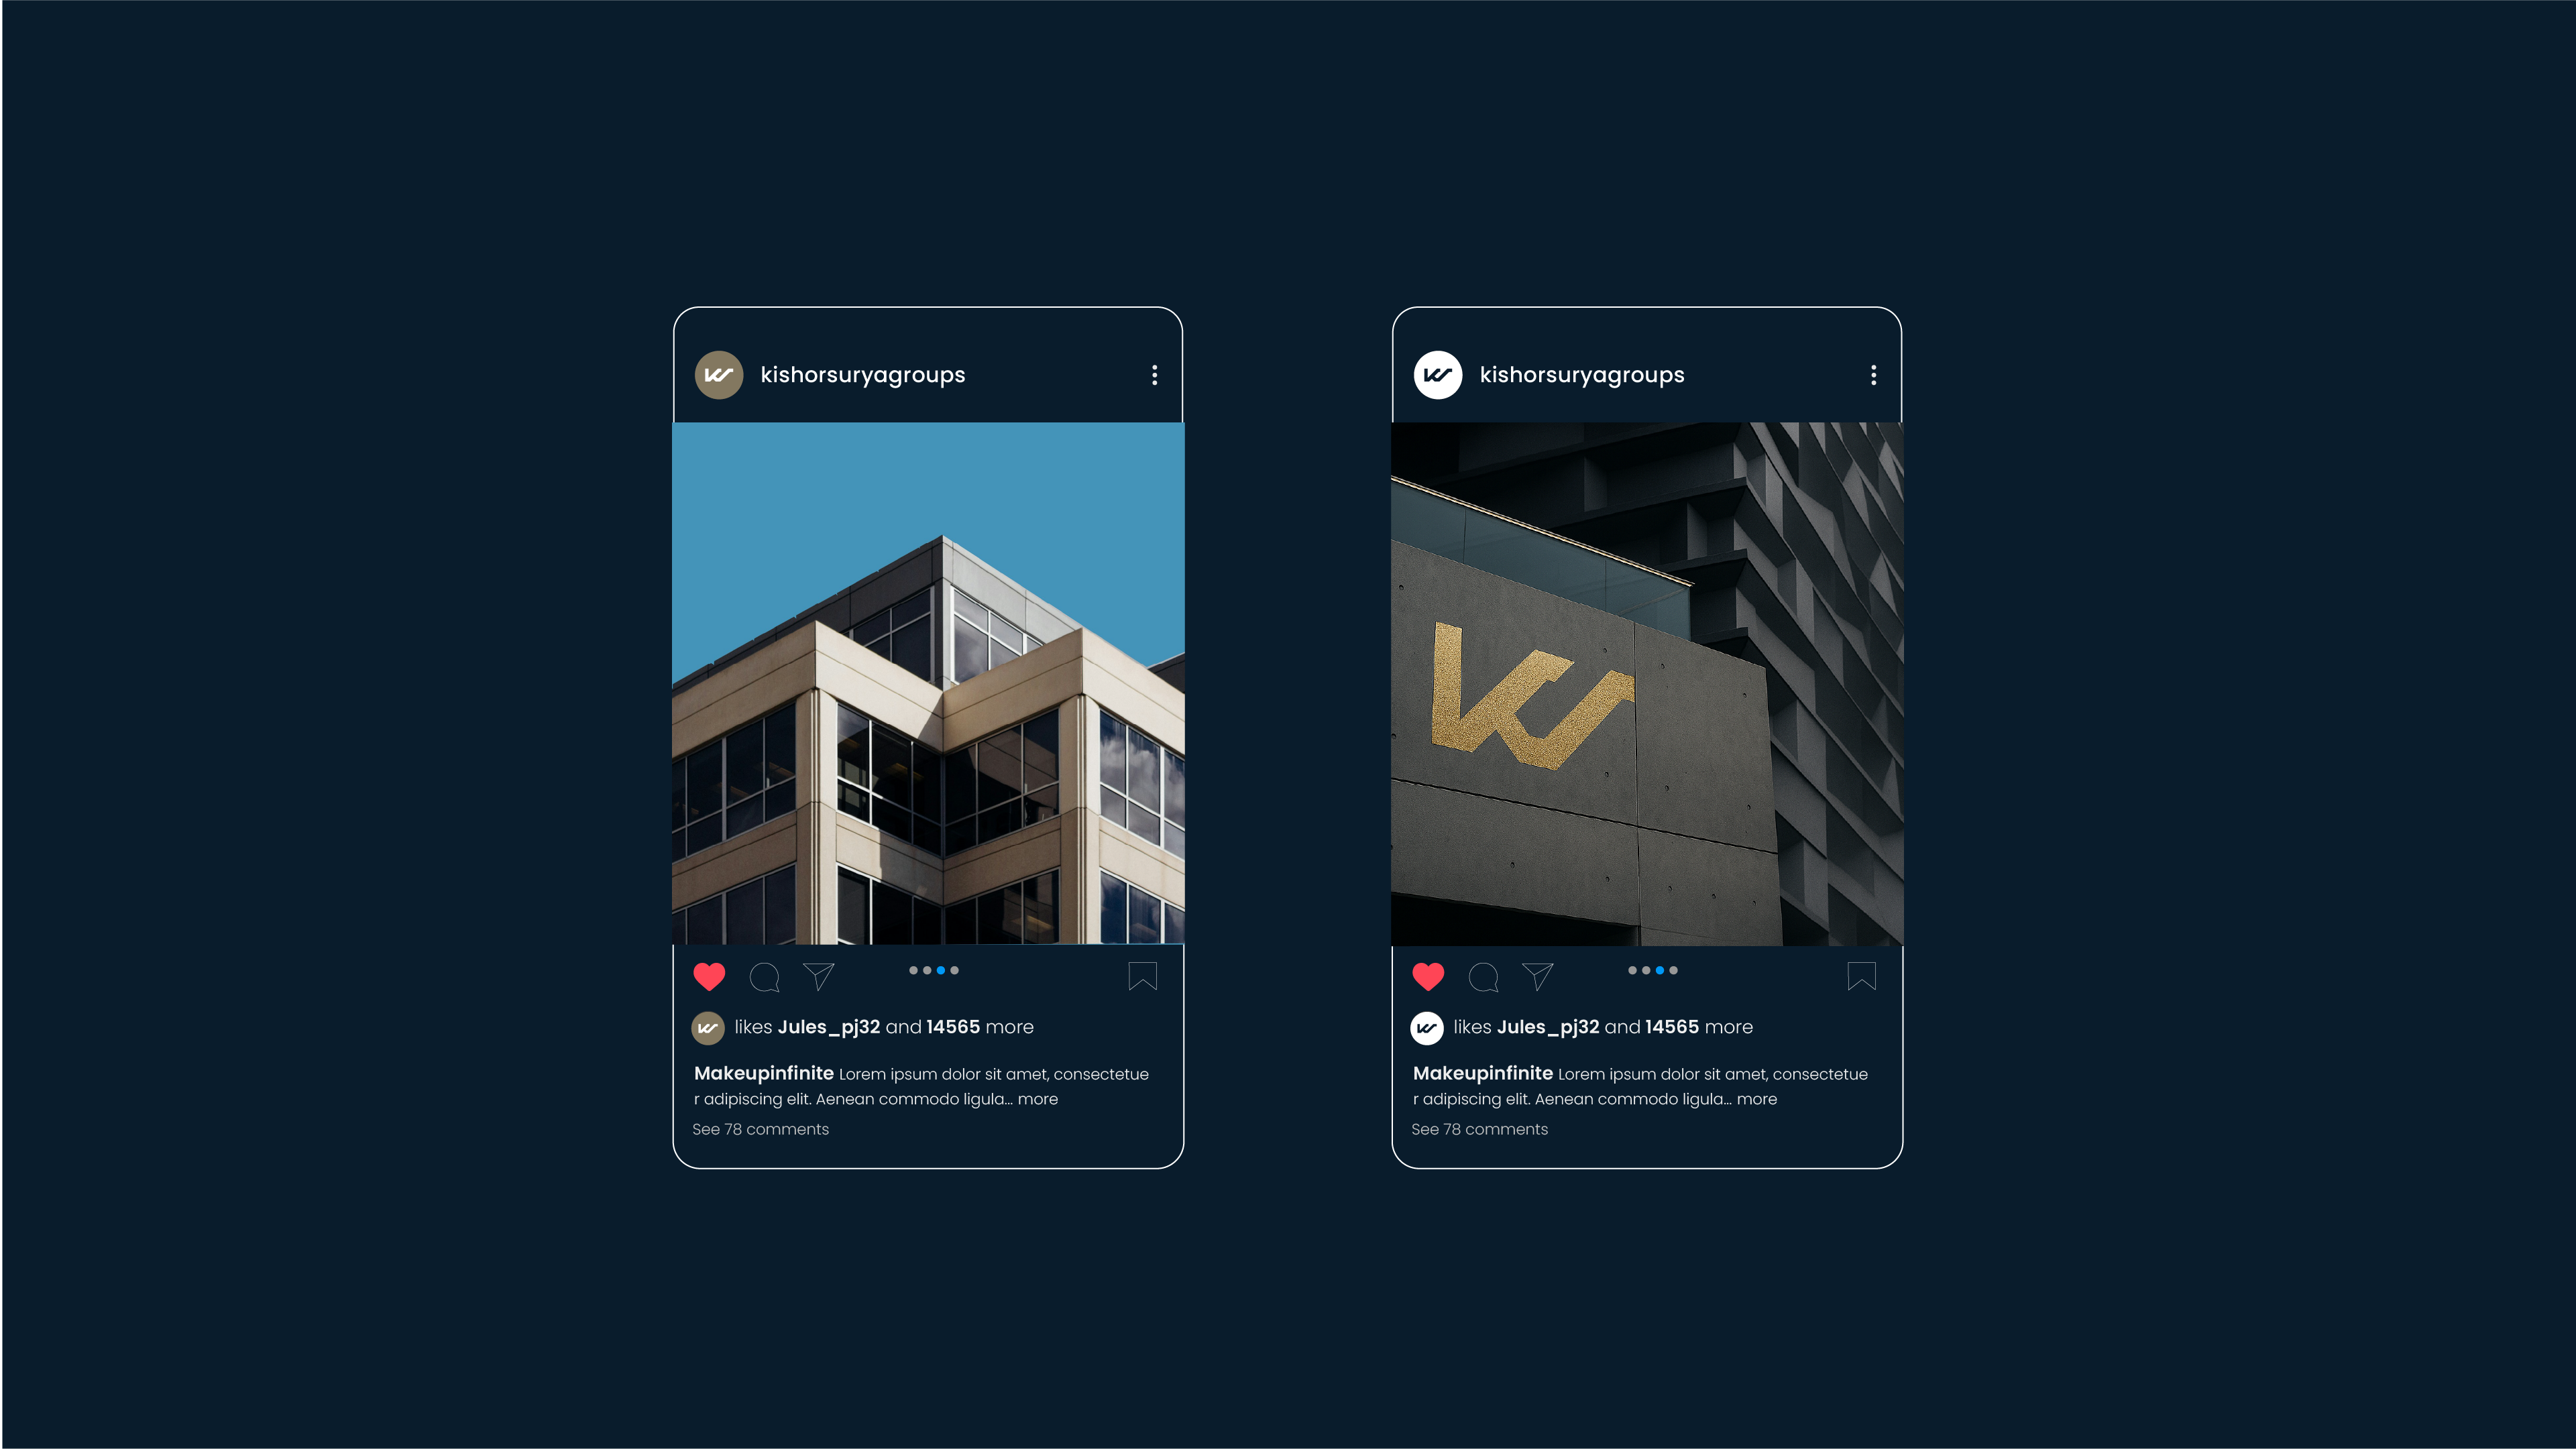 kishorsuryagroups
likes Jules_pj32 and 14565 more
Makeupinfinite Lorem ipsum dolor sit amet, consectetue
r adipiscing elit. Aenean commodo ligula... more
See 78 comments
kishorsuryagroups
likes Jules_pj32 and 14565 more
Makeupinfinite Lorem ipsum dolor sit amet, consectetue
r adipiscing elit. Aenean commodo ligula... more
See 78 comments